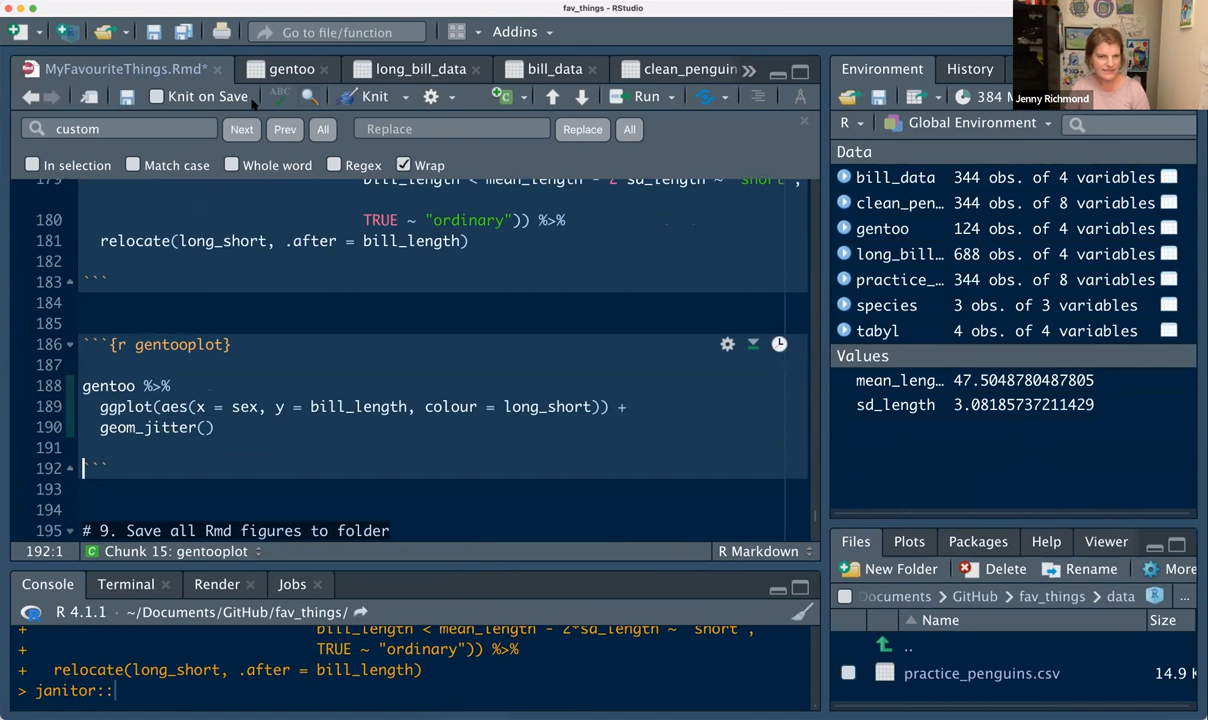 fav_things - RStudio
Go to file/function
Addins
Jenny Richmond
MyFavouriteThings.Rmd*
gentoo
long_bill_data
bill_data
clean_penguin
Knit on Save
ABC
Knit
Run
custom
Next
Prev
All
Replace
Replace
All
In selection
Match case
Whole word
Regex
Wrap
179 bill_length < mean_length - 2*sd_length ~ "short",
180 TRUE ~ "ordinary")) %>%
181 relocate(long_short, .after = bill_length)
182
183 ```
184
185
186 ```{r gentooplot}
187
188 gentoo %>%
189 ggplot(aes(x = sex, y = bill_length, colour = long_short)) +
190 geom_jitter()
191
192 ```
193
194
195 # 9. Save all Rmd figures to folder
192:1
C Chunk 15: gentooplot
R Markdown
Console
Terminal
Render
Jobs
R 4.1.1 · ~/Documents/GitHub/fav_things/
+ bill_length < mean_length - 2*sd_length ~ "short",
+ TRUE ~ "ordinary")) %>%
+ relocate(long_short, .after = bill_length)
> janitor::
Environment
History
384 M
R
Global Environment
Data
bill_data 344 obs. of 4 variables
clean_pen… 344 obs. of 8 variables
gentoo 124 obs. of 4 variables
long_bill… 688 obs. of 4 variables
practice_… 344 obs. of 8 variables
species 3 obs. of 3 variables
tabyl 4 obs. of 4 variables
Values
mean_leng… 47.5048780487805
sd_length 3.08185737211429
Files
Plots
Packages
Help
Viewer
New Folder
Delete
Rename
More
Documents > GitHub > fav_things > data
...
Name
Size
..
practice_penguins.csv
14.9 K